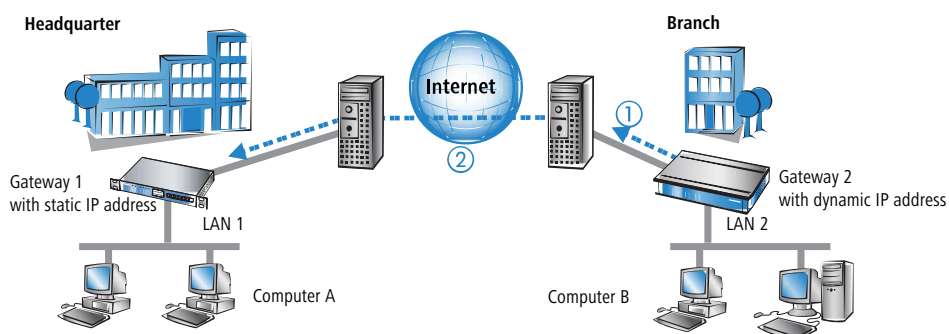 Headquarter
Branch
Internet
①
②
Gateway 1
with static IP address
LAN 1
Gateway 2
with dynamic IP address
LAN 2
Computer A
Computer B